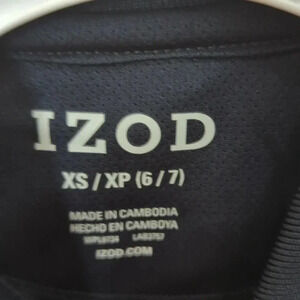 IZOD
XS / XP (6 / 7)
MADE IN CAMBODIA
HECHO EN CAMBOYA
IZOD.COM